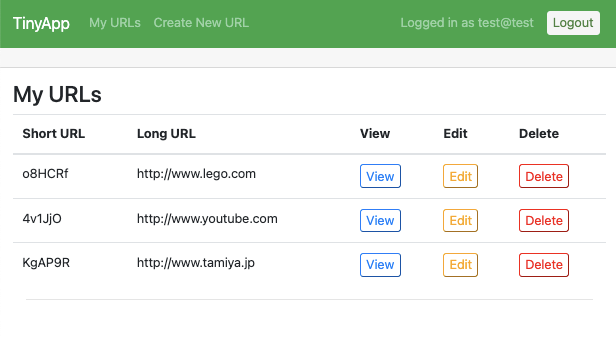 TinyApp My URLs Create New URL Logged in as test@test Logout
My URLs
Short URL Long URL View Edit Delete
o8HCRf http://www.lego.com View Edit Delete
4v1JjO http://www.youtube.com View Edit Delete
KgAP9R http://www.tamiya.jp View Edit Delete